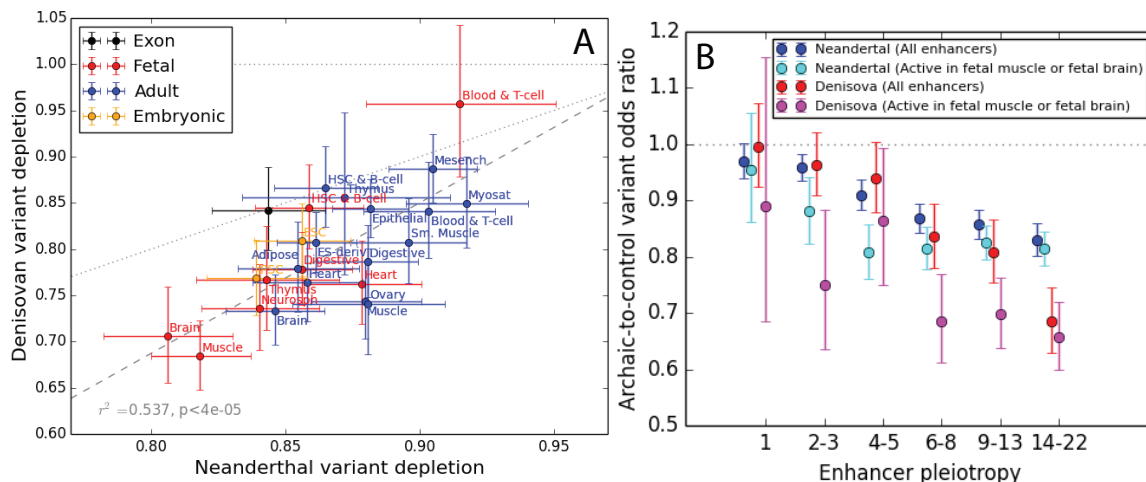 A
Exon
Fetal
Adult
Embryonic
Denisovan variant depletion
1.05
1.00
0.95
0.90
0.85
0.80
0.75
0.70
0.65
0.60
Blood & T-cell
Mesench
HSC & B-cell
Thymus
HSC & B-cell
Myosat
Epithelial
Blood & T-cell
Sm. Muscle
ESC
ES-deriv
Adipose
Digestive
Digestive
Heart
Heart
Thymus
Neurosph
Ovary
Brain
Muscle
Brain
Muscle
r² =0.537, p<4e-05
0.80
0.85
0.90
0.95
Neanderthal variant depletion
B
Neandertal (All enhancers)
Neandertal (Active in fetal muscle or fetal brain)
Denisova (All enhancers)
Denisova (Active in fetal muscle or fetal brain)
Archaic-to-control variant odds ratio
1.2
1.1
1.0
0.9
0.8
0.7
0.6
0.5
1
2-3
4-5
6-8
9-13
14-22
Enhancer pleiotropy